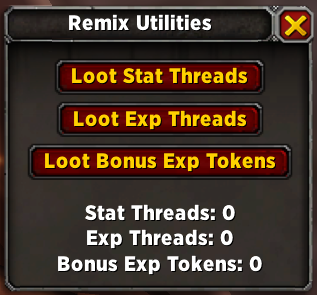 Remix Utilities
Loot Stat Threads
Loot Exp Threads
Loot Bonus Exp Tokens
Stat Threads: 0
Exp Threads: 0
Bonus Exp Tokens: 0